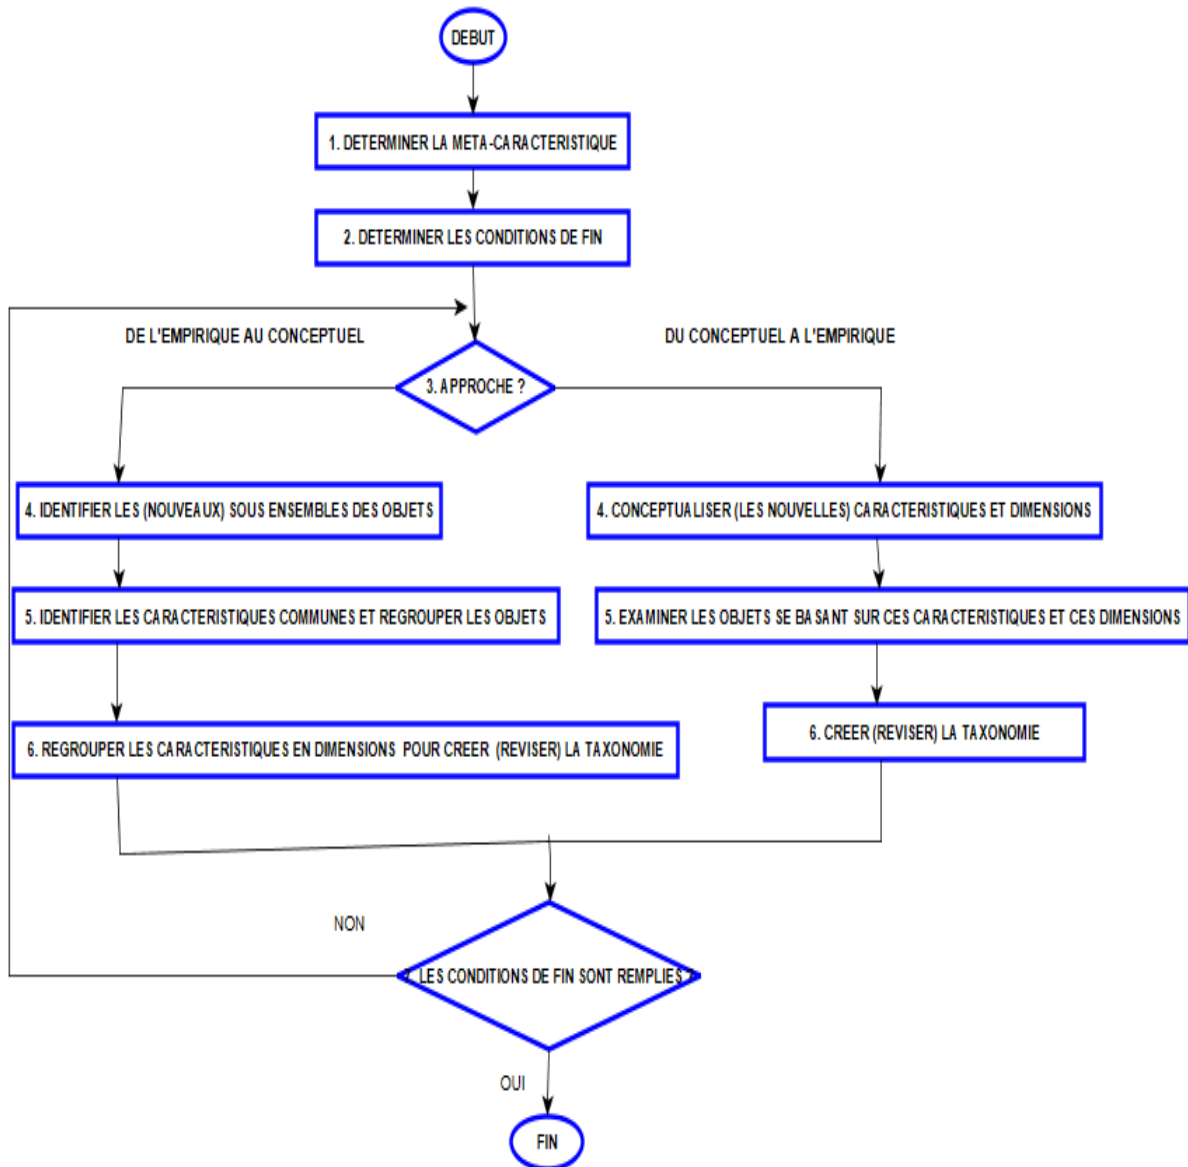 DEBUT
1. DETERMINER LA META-CARACTERISTIQUE
2. DETERMINER LES CONDITIONS DE FIN
DE L'EMPIRIQUE AU CONCEPTUEL
DU CONCEPTUEL A L'EMPIRIQUE
3. APPROCHE ?
4. IDENTIFIER LES (NOUVEAUX) SOUS ENSEMBLES DES OBJETS
4. CONCEPTUALISER (LES NOUVELLES) CARACTERISTIQUES ET DIMENSIONS
5. IDENTIFIER LES CARACTERISTIQUES COMMUNES ET REGROUPER LES OBJETS
5. EXAMINER LES OBJETS SE BASANT SUR CES CARACTERISTIQUES ET CES DIMENSIONS
6. REGROUPER LES CARACTERISTIQUES EN DIMENSIONS POUR CREER (REVISER) LA TAXONOMIE
6. CREER (REVISER) LA TAXONOMIE
NON
7. LES CONDITIONS DE FIN SONT REMPLIES ?
OUI
FIN